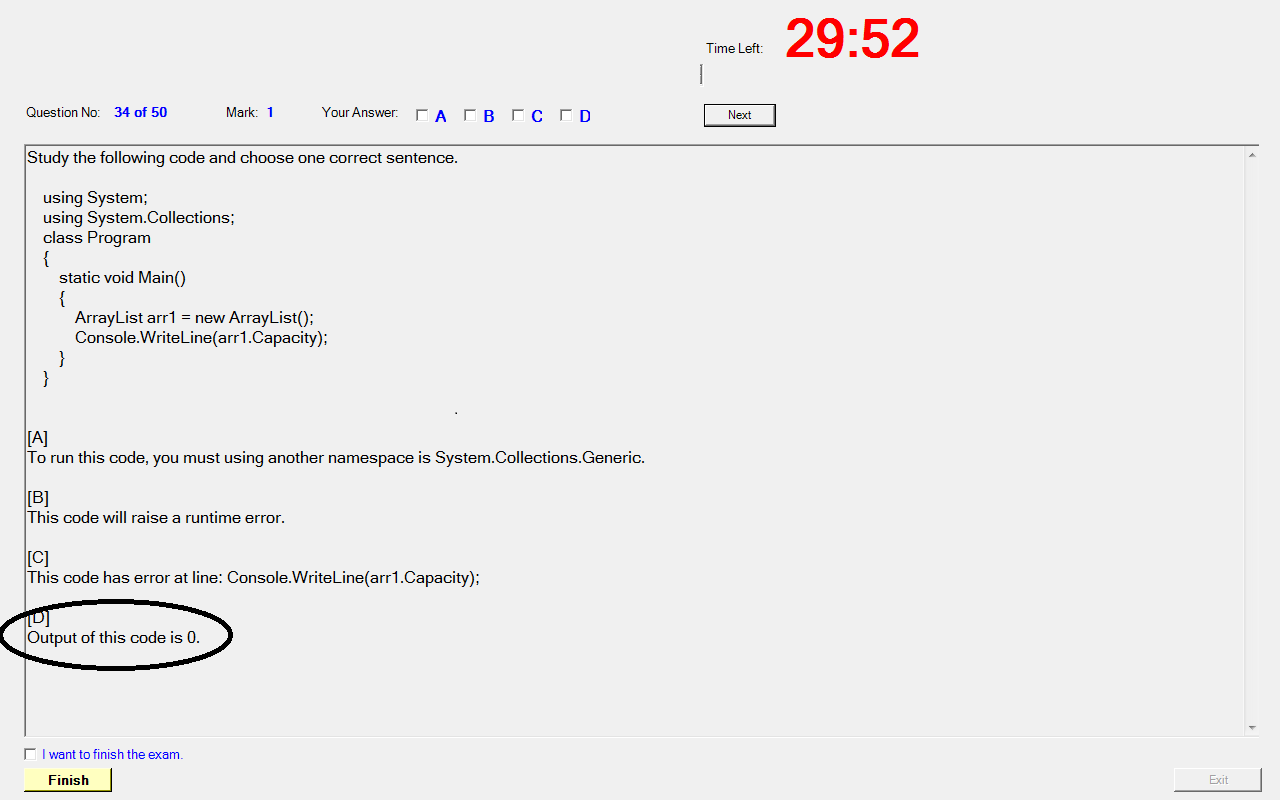 Time Left: 29:52
Question No: 34 of 50 Mark: 1 Your Answer: A B C D Next
Study the following code and choose one correct sentence.
using System;
using System.Collections;
class Program
{
static void Main()
{
ArrayList arr1 = new ArrayList();
Console.WriteLine(arr1.Capacity);
}
}
.
[A]
To run this code, you must using another namespace is System.Collections.Generic.
[B]
This code will raise a runtime error.
[C]
This code has error at line: Console.WriteLine(arr1.Capacity);
[D]
Output of this code is 0.
I want to finish the exam.
Finish Exit